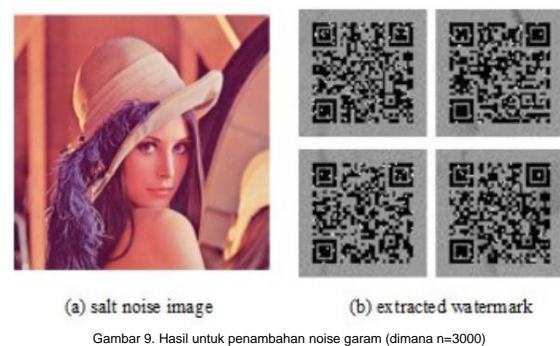 (a) salt noise image
(b) extracted watermark
Gambar 9. Hasil untuk penambahan noise garam (dimana n=3000)